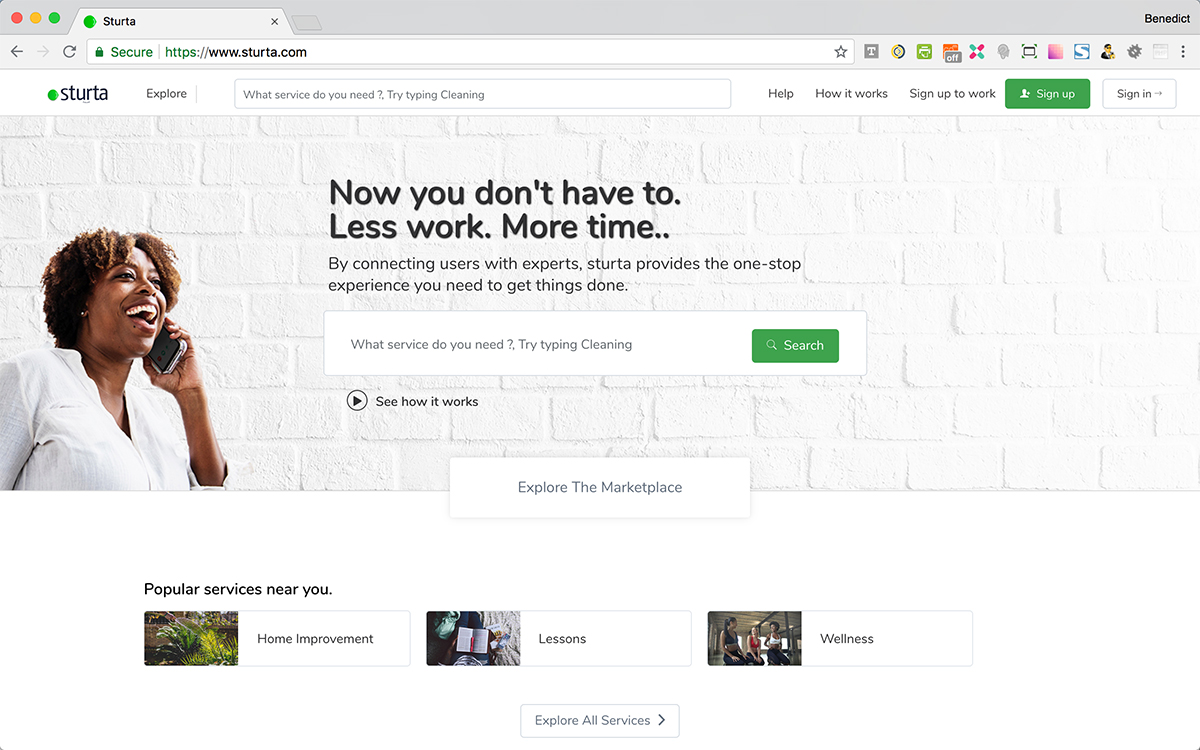 Sturta
Benedict
Secure https://www.sturta.com
off
sturta
Explore
What service do you need ?, Try typing Cleaning
Help
How it works
Sign up to work
Sign up
Sign in →
Now you don't have to.
Less work. More time..
By connecting users with experts, sturta provides the one-stop
experience you need to get things done.
What service do you need ?, Try typing Cleaning
Search
See how it works
Explore The Marketplace
Popular services near you.
Home Improvement
Lessons
Wellness
Explore All Services